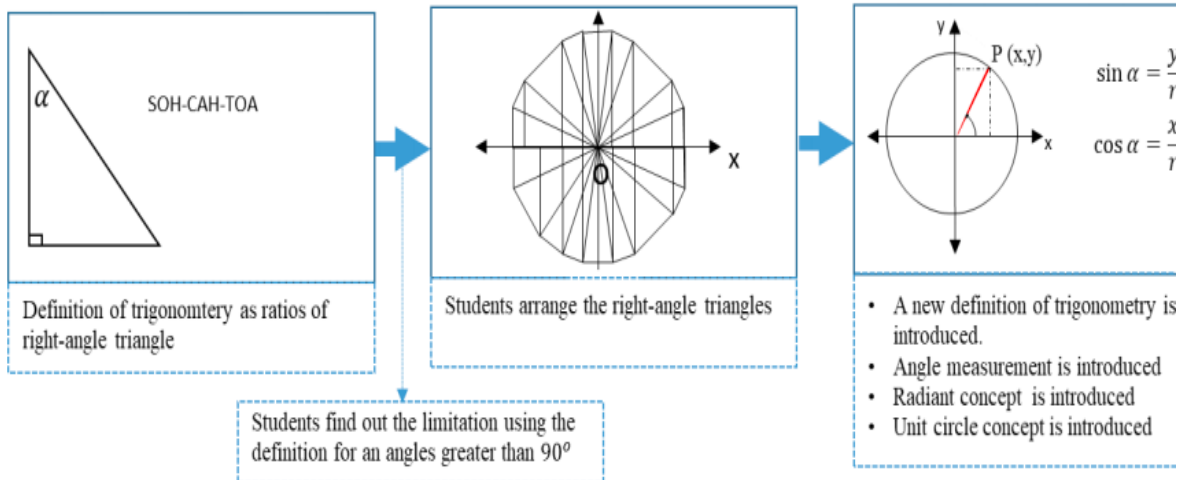 α
SOH-CAH-TOA
Definition of trigonomtery as ratios of
right-angle triangle
Students find out the limitation using the
definition for an angles greater than 90°
X
O
Students arrange the right-angle triangles
y
P (x,y)
x
sin α = y
cos α = x
• A new definition of trigonometry is
introduced.
• Angle measurement is introduced
• Radiant concept is introduced
• Unit circle concept is introduced